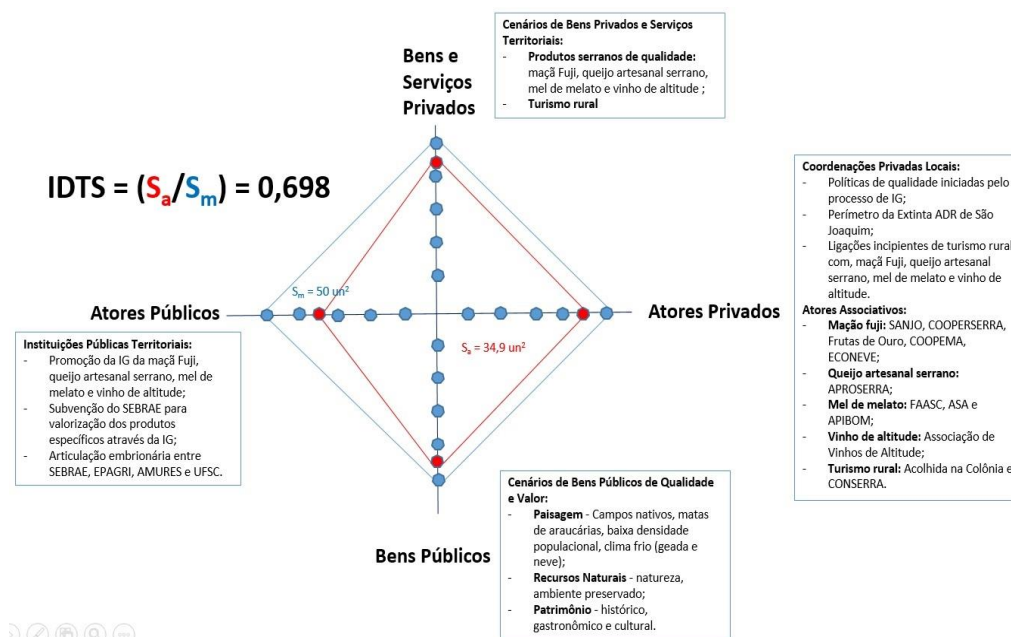 Cenários de Bens Privados e Serviços
Territoriais:
- Produtos serranos de qualidade:
maçã Fuji, queijo artesanal serrano,
mel de melato e vinho de altitude ;
- Turismo rural
Bens e
Serviços
Privados
IDTS = (Sa/Sm) = 0,698
Coordenações Privadas Locais:
- Políticas de qualidade iniciadas pelo
processo de IG;
- Perímetro da Extinta ADR de São
Joaquim;
- Ligações incipientes de turismo rural
com, maçã Fuji, queijo artesanal
serrano, mel de melato e vinho de
altitude.
Atores Associativos:
- Mação fuji: SANJO, COOPERSERRA,
Frutas de Ouro, COOPEMA,
ECONEVE;
- Queijo artesanal serrano:
APROSERRA;
- Mel de melato: FAASC, ASA e
APIBOM;
- Vinho de altitude: Associação de
Vinhos de Altitude;
- Turismo rural: Acolhida na Colônia e
CONSERRA.
Sm = 50 un²
Atores Públicos
Atores Privados
Sa = 34,9 un²
Instituições Públicas Territoriais:
- Promoção da IG da maçã Fuji,
queijo artesanal serrano, mel de
melato e vinho de altitude;
- Subvenção do SEBRAE para
valorização dos produtos
específicos através da IG;
- Articulação embrionária entre
SEBRAE, EPAGRI, AMURES e UFSC.
Bens Públicos
Cenários de Bens Públicos de Qualidade
e Valor:
- Paisagem - Campos nativos, matas
de araucárias, baixa densidade
populacional, clima frio (geada e
neve);
- Recursos Naturais - natureza,
ambiente preservado;
- Patrimônio - histórico,
gastronômico e cultural.